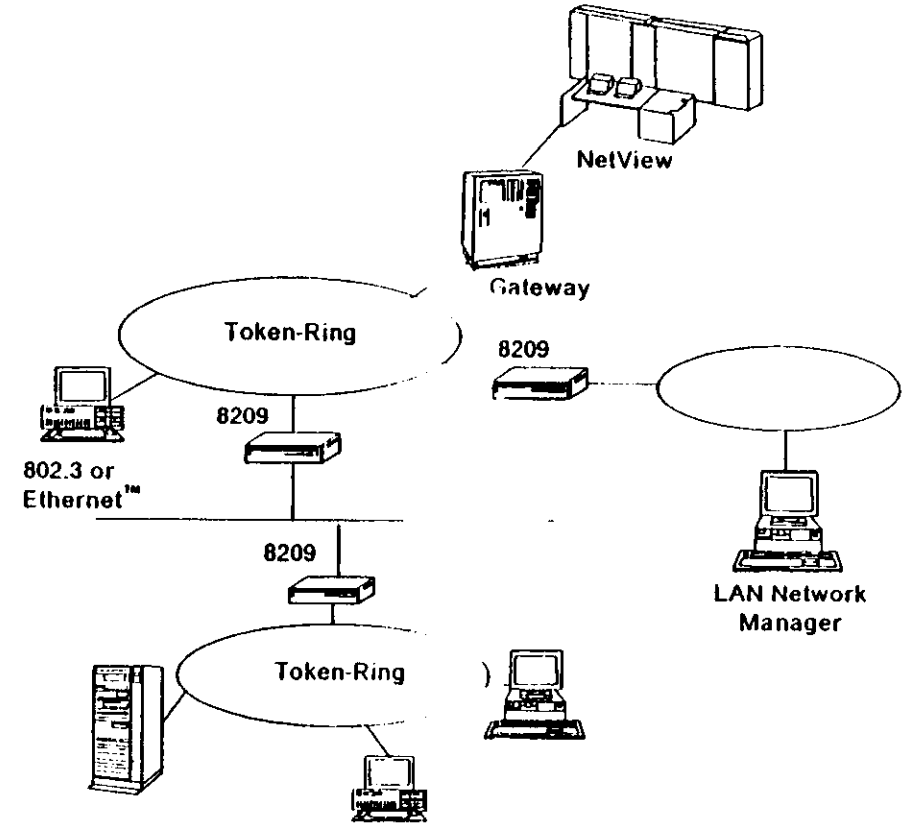 NetView
Gateway
Token-Ring
8209
8209
802.3 or
Ethernet™
8209
LAN Network
Manager
Token-Ring